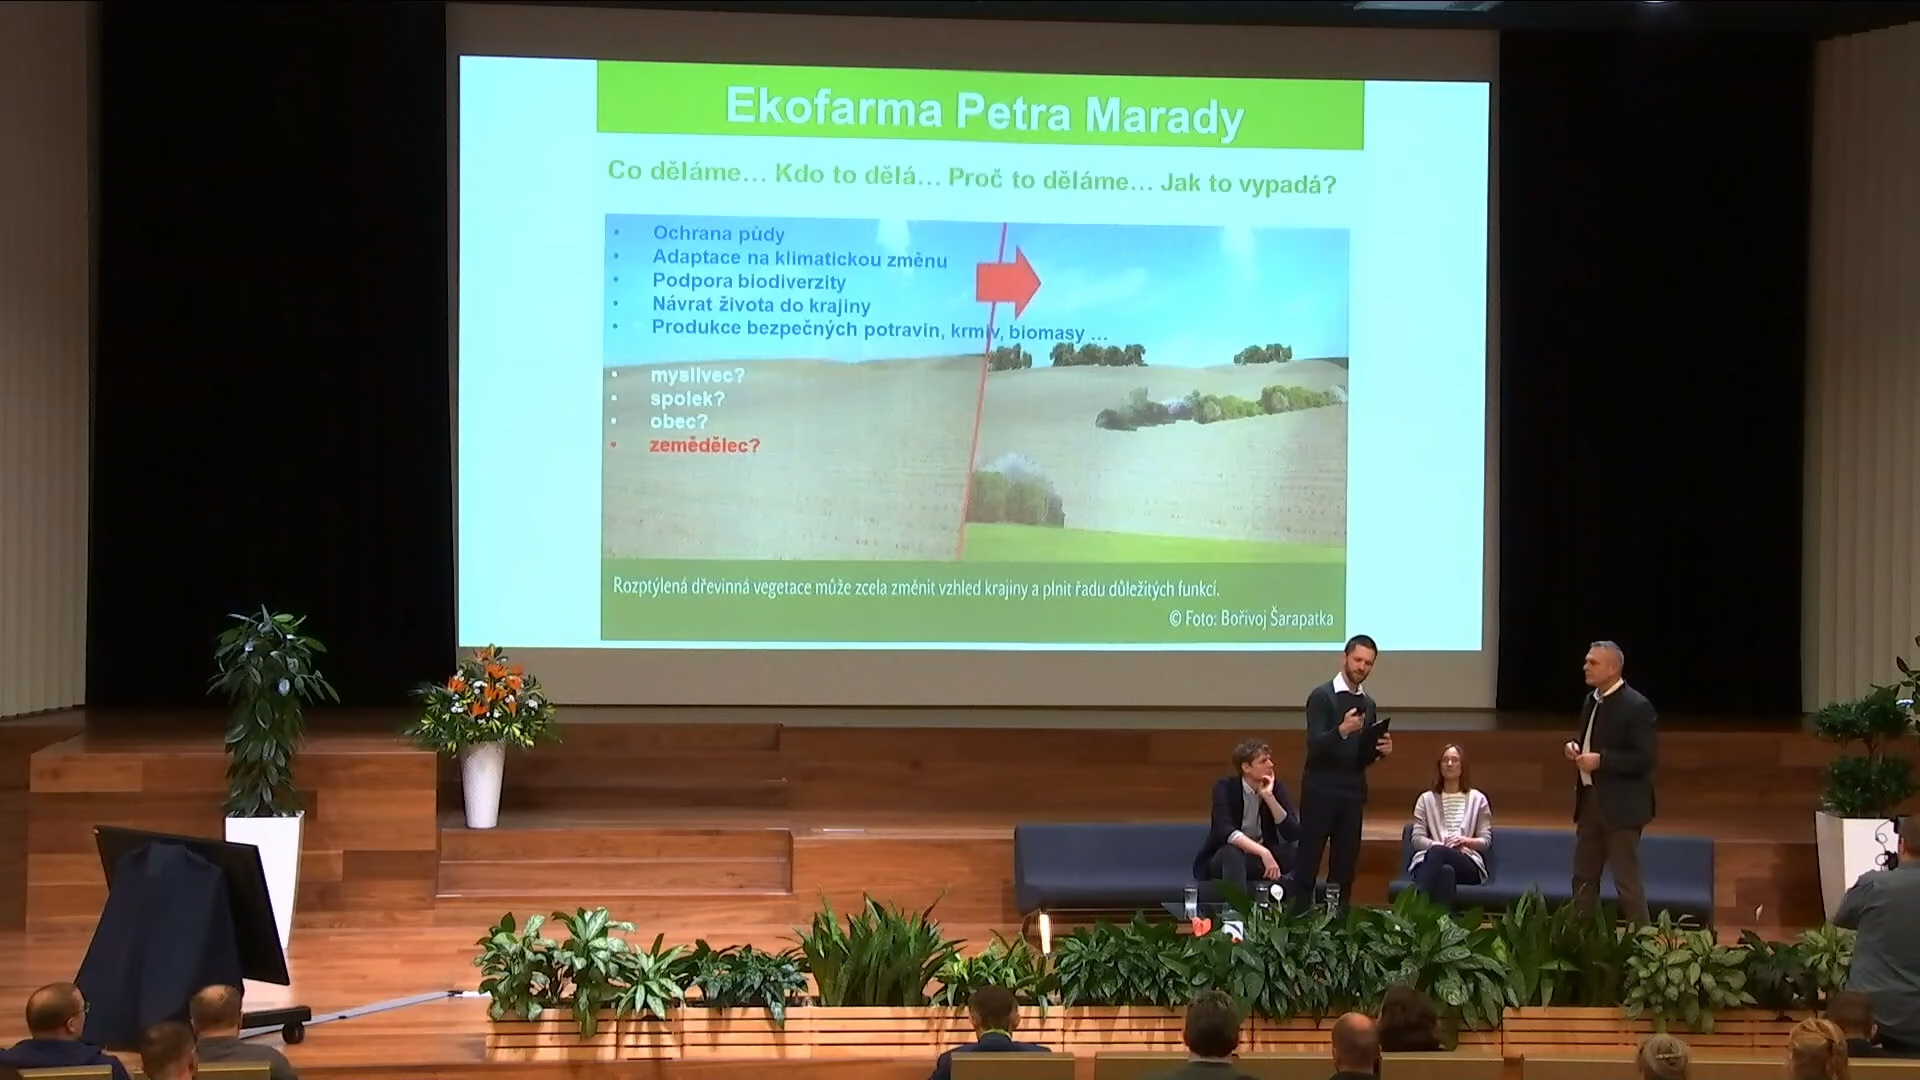 Ekofarma Petra Marady
Co děláme... Kdo to dělá... Proč to děláme... Jak to vypadá?
• Ochrana půdy
• Adaptace na klimatickou změnu
• Podpora biodiverzity
• Návrat života do krajiny
• Produkce bezpečných potravin, krmiv, biomasy ...
• myslivec?
• spolek?
• obec?
• zemědělec?
Rozptýlená dřevinná vegetace může zcela změnit vzhled krajiny a plnit řadu důležitých funkcí.
© Foto: Bořivoj Šarapatka